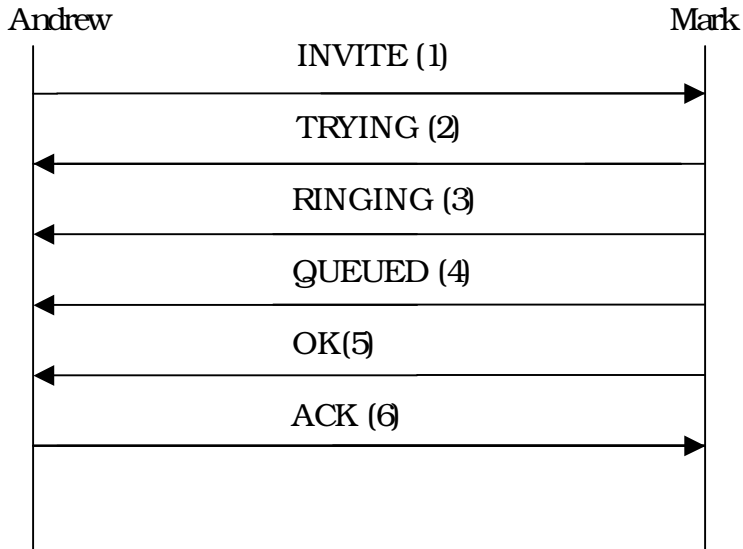 Andrew Mark
INVITE (1)
TRYING (2)
RINGING (3)
QUEUED (4)
OK(5)
ACK (6)